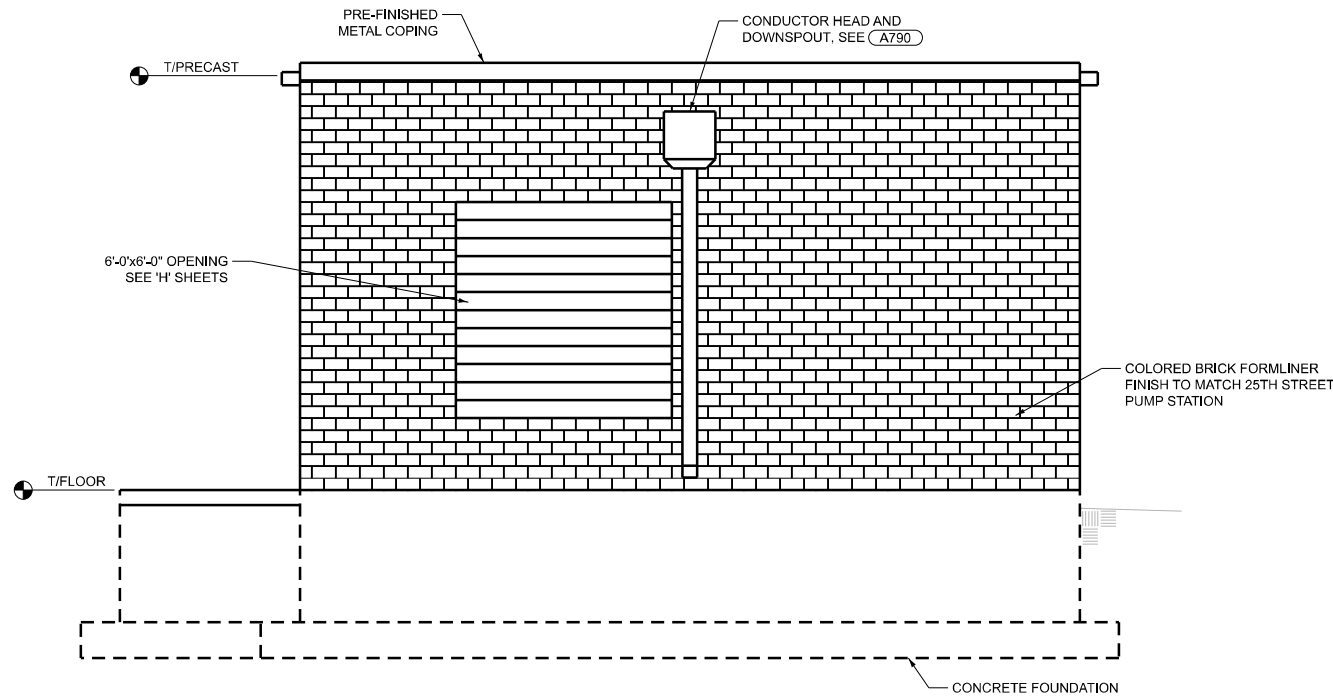 PRE-FINISHED
METAL COPING
CONDUCTOR HEAD AND
DOWNSPOUT, SEE A790
T/PRECAST
6'-0'x6'-0" OPENING
SEE 'H' SHEETS
COLORED BRICK FORMLINER
FINISH TO MATCH 25TH STREET
PUMP STATION
T/FLOOR
CONCRETE FOUNDATION